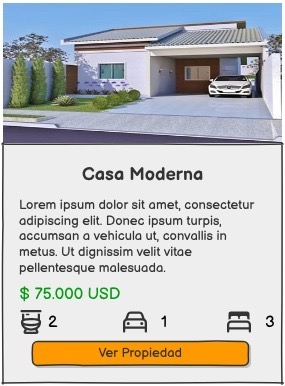 Casa Moderna
Lorem ipsum dolor sit amet, consectetur
adipiscing elit. Donec ipsum turpis,
accumsan a vehicula ut, convallis in
metus. Ut dignissim velit vitae
pellentesque malesuada.
$ 75.000 USD
2 1 3
Ver Propiedad